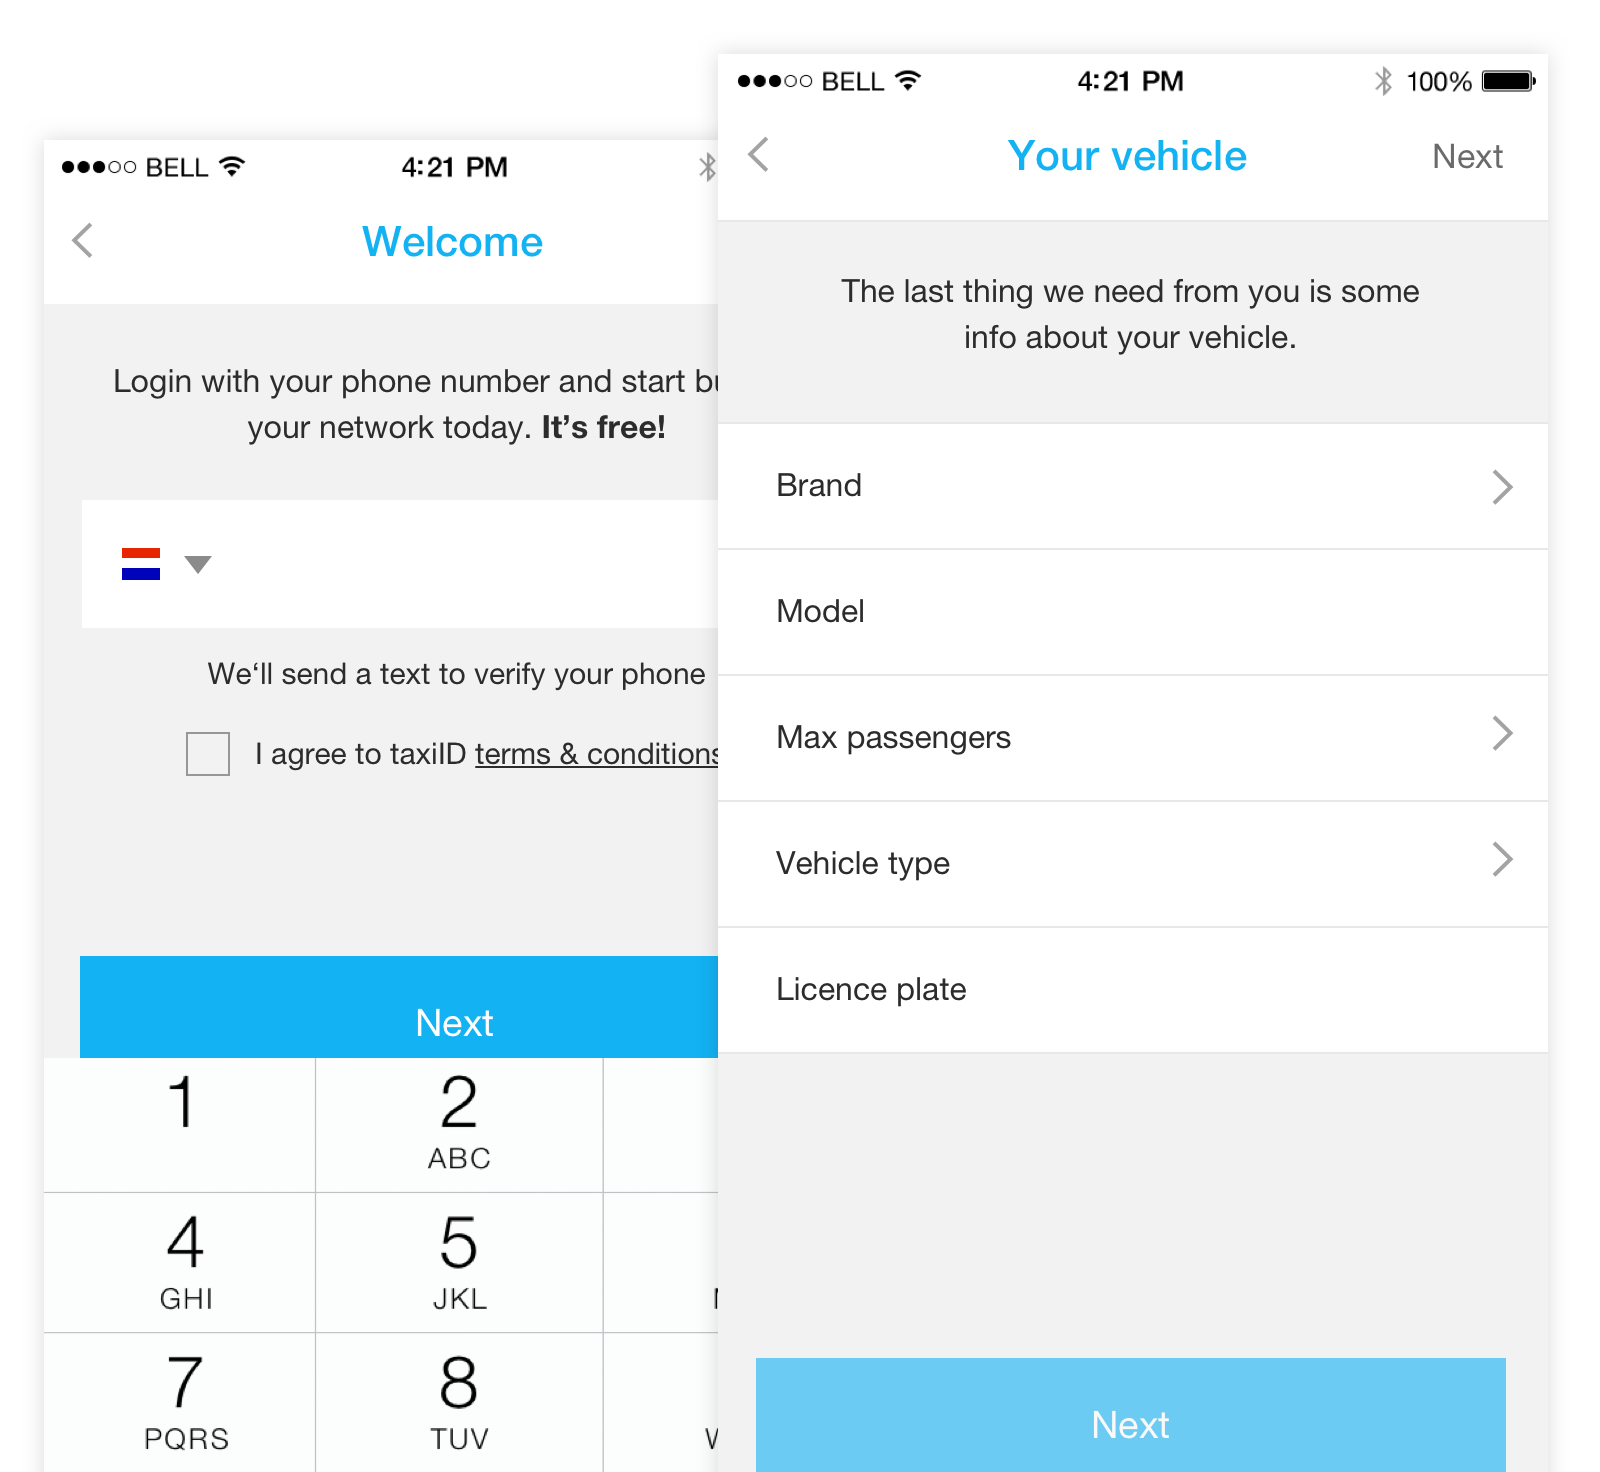 BELL 4:21 PM
Welcome
Login with your phone number and start
your network today. It's free!
We‘ll send a text to verify your phone
I agree to taxiID terms & conditions
Next
1
2
ABC
4
GHI
5
JKL
7
PQRS
8
TUV
BELL 4:21 PM 100%
Your vehicle
Next
The last thing we need from you is some
info about your vehicle.
Brand
Model
Max passengers
Vehicle type
Licence plate
Next